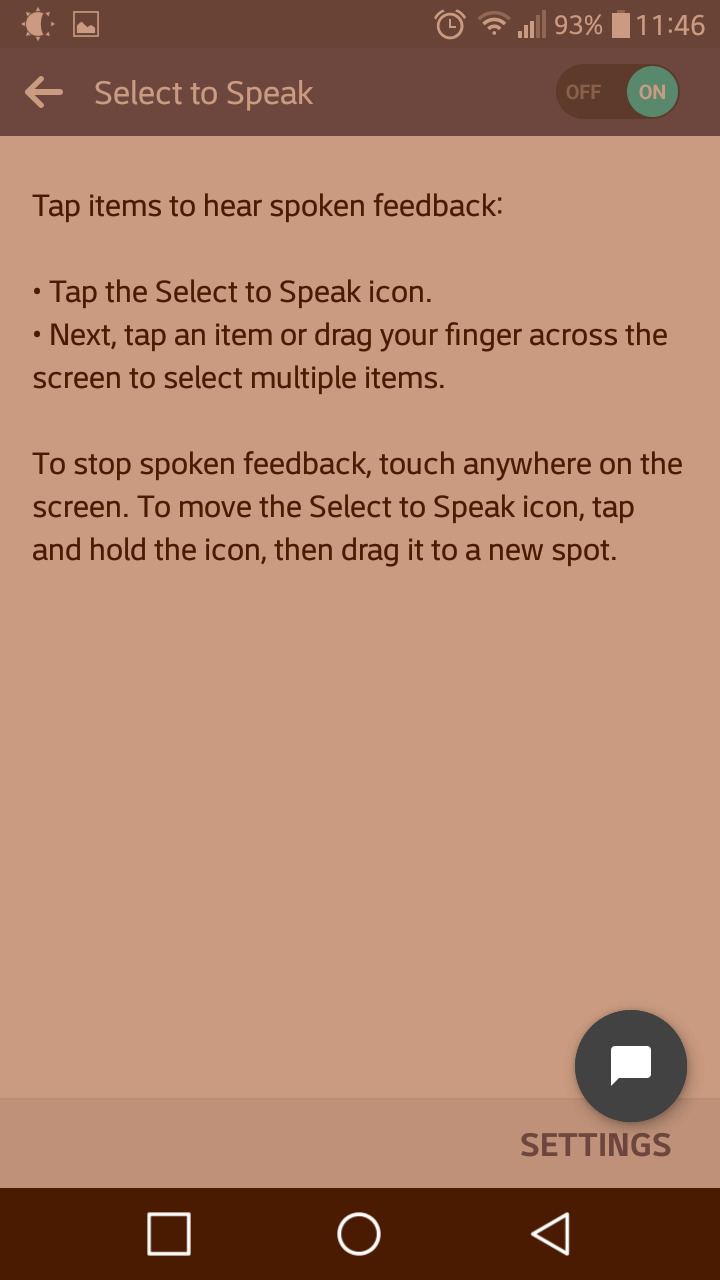 93% 11:46
Select to Speak OFF ON
Tap items to hear spoken feedback:
• Tap the Select to Speak icon.
• Next, tap an item or drag your finger across the
screen to select multiple items.
To stop spoken feedback, touch anywhere on the
screen. To move the Select to Speak icon, tap
and hold the icon, then drag it to a new spot.
SETTINGS